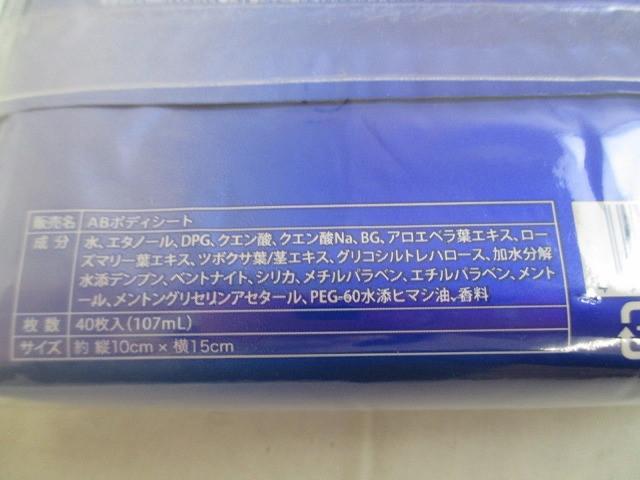 販売名 ABボディシート
成分 水、エタノール、DPG、クエン酸、クエン酸Na、BG、アロエベラ葉エキス、ロー
ズマリー葉エキス、ツボクサ葉/茎エキス、グリコシルトレハロース、加水分解
水添デンプン、ベントナイト、シリカ、メチルパラベン、エチルパラベン、メント
ール、メントングリセリンアセタール、PEG-60水添ヒマシ油、香料
枚数 40枚入(107mL)
サイズ 約 縦10cm×横15cm